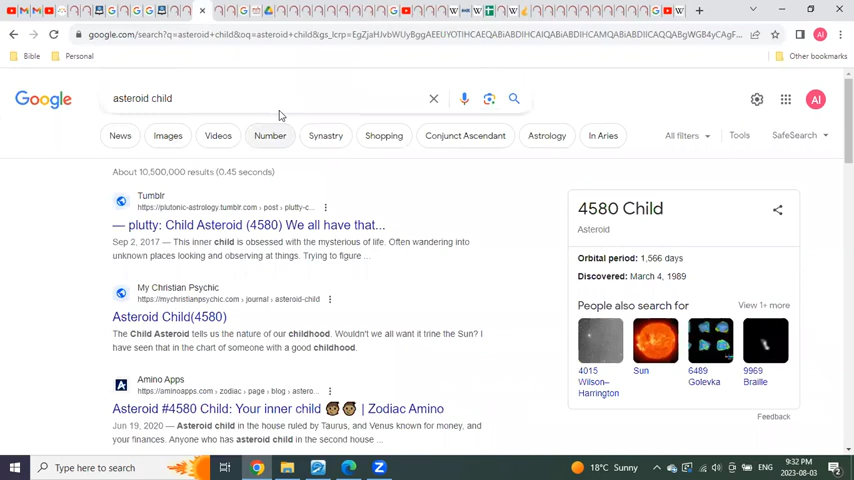 google.com/search?q=asteroid+child&oq=asteroid+child&gs_lcrp=EgZjaHJvbWUyBggAEEUYOTIHCAEQABiABDIHCAIQABiABDIHCAMQABiABDIICAQQABgWGB4yCAgF...
AI
Bible
Personal
Other bookmarks
Google
asteroid child
AI
News
Images
Videos
Number
Synastry
Shopping
Conjunct Ascendant
Astrology
In Aries
All filters
Tools
SafeSearch
About 10,500,000 results (0.45 seconds)
Tumblr
https://plutonic-astrology.tumblr.com › post › plutty-c...
— plutty: Child Asteroid (4580) We all have that...
Sep 2, 2017 — This inner child is obsessed with the mysterious of life. Often wandering into
unknown places looking and observing at things. Trying to figure ...
My Christian Psychic
https://mychristianpsychic.com › journal › asteroid-child
Asteroid Child(4580)
The Child Asteroid tells us the nature of our childhood. Wouldn't we all want it trine the Sun? I
have seen that in the chart of someone with a good childhood.
Amino Apps
https://aminoapps.com › zodiac › page › blog › astero...
Asteroid #4580 Child: Your inner child 👦🏽👦🏽 | Zodiac Amino
Jun 19, 2020 — Asteroid child in the house ruled by Taurus, and Venus known for money, and
your finances. Anyone who has asteroid child in the second house ...
4580 Child
Asteroid
Orbital period: 1,566 days
Discovered: March 4, 1989
People also search for
View 1+ more
4015
Wilson–
Harrington
Sun
6489
Golevka
9969
Braille
Feedback
Type here to search
18°C Sunny
ENG
9:32 PM
2023-08-03
2